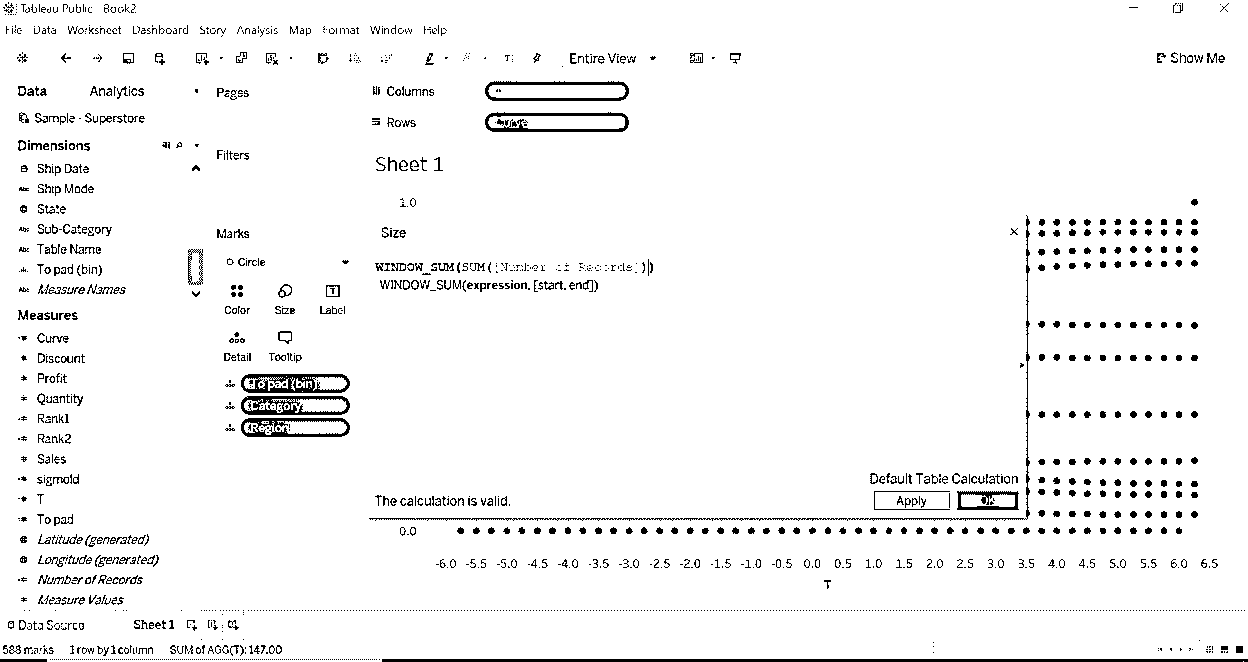 Tableau Public - Book2
File Data Worksheet Dashboard Story Analysis Map Format Window Help
Entire View
Show Me
Data Analytics
Pages
Columns
Sample - Superstore
Rows
Curve
Dimensions
Filters
Sheet 1
Ship Date
Ship Mode
State
1.0
Sub-Category
Marks
Size
Table Name
Circle
WINDOW_SUM(SUM([Number of Records]))
To pad (bin)
WINDOW_SUM(expression, [start, end])
Measure Names
Color Size Label
Measures
Curve
Detail Tooltip
Discount
Profit
To pad (bin)
Quantity
Category
Rank1
Region
Rank2
Sales
sigmoid
Default Table Calculation
T
The calculation is valid.
Apply OK
To pad
0.0
Latitude (generated)
Longitude (generated)
-6.0 -5.5 -5.0 -4.5 -4.0 -3.5 -3.0 -2.5 -2.0 -1.5 -1.0 -0.5 0.0 0.5 1.0 1.5 2.0 2.5 3.0 3.5 4.0 4.5 5.0 5.5 6.0 6.5
Number of Records
T
Measure Values
Data Source Sheet 1
588 marks 1 row by 1 column SUM of AGG(T): 147.00